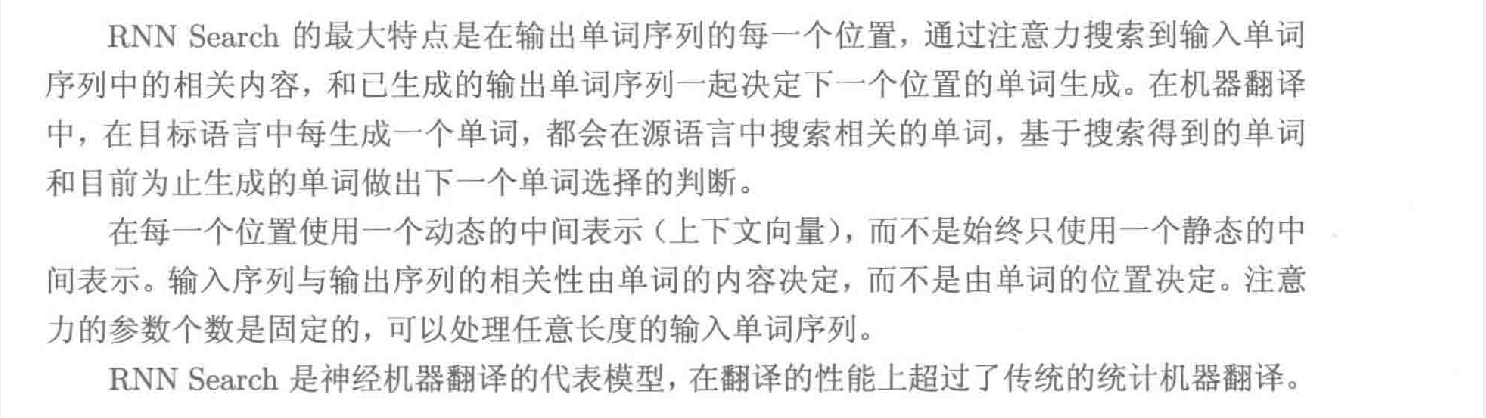 RNN Search 的最大特点是在输出单词序列的每一个位置，通过注意力搜索到输入单词
序列中的相关内容，和已生成的输出单词序列一起决定下一个位置的单词生成。在机器翻译
中，在目标语言中每生成一个单词，都会在源语言中搜索相关的单词，基于搜索得到的单词
和目前为止生成的单词做出下一个单词选择的判断。
在每一个位置使用一个动态的中间表示（上下文向量），而不是始终只使用一个静态的中
间表示。输入序列与输出序列的相关性由单词的内容决定，而不是由单词的位置决定。注意
力的参数个数是固定的，可以处理任意长度的输入单词序列。
RNN Search 是神经机器翻译的代表模型，在翻译的性能上超过了传统的统计机器翻译。